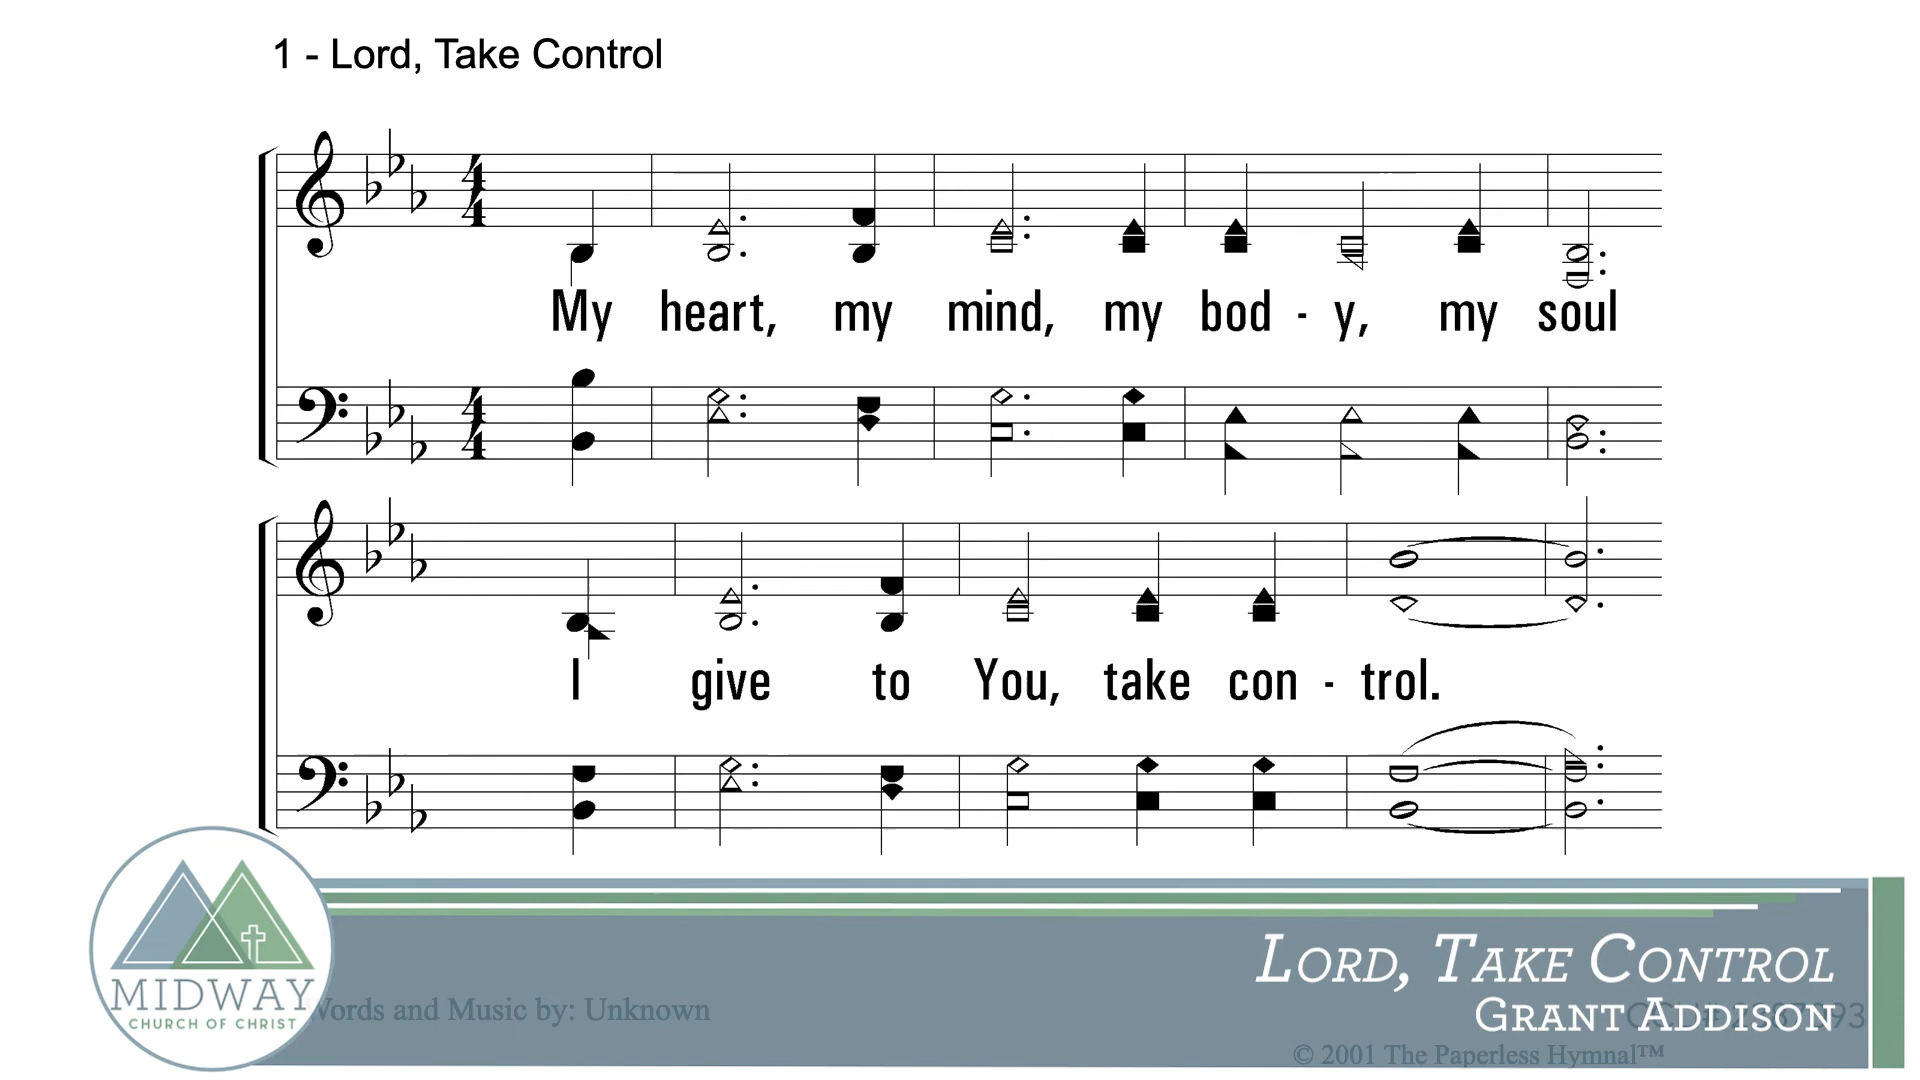 1 - Lord, Take Control
My heart, my mind, my bod - y, my soul
I give to You, take con - trol.
LORD, TAKE CONTROL
MIDWAY
CHURCH OF CHRIST
Words and Music by: Unknown
GRANT ADDISON
© 2001 The Paperless Hymnal™